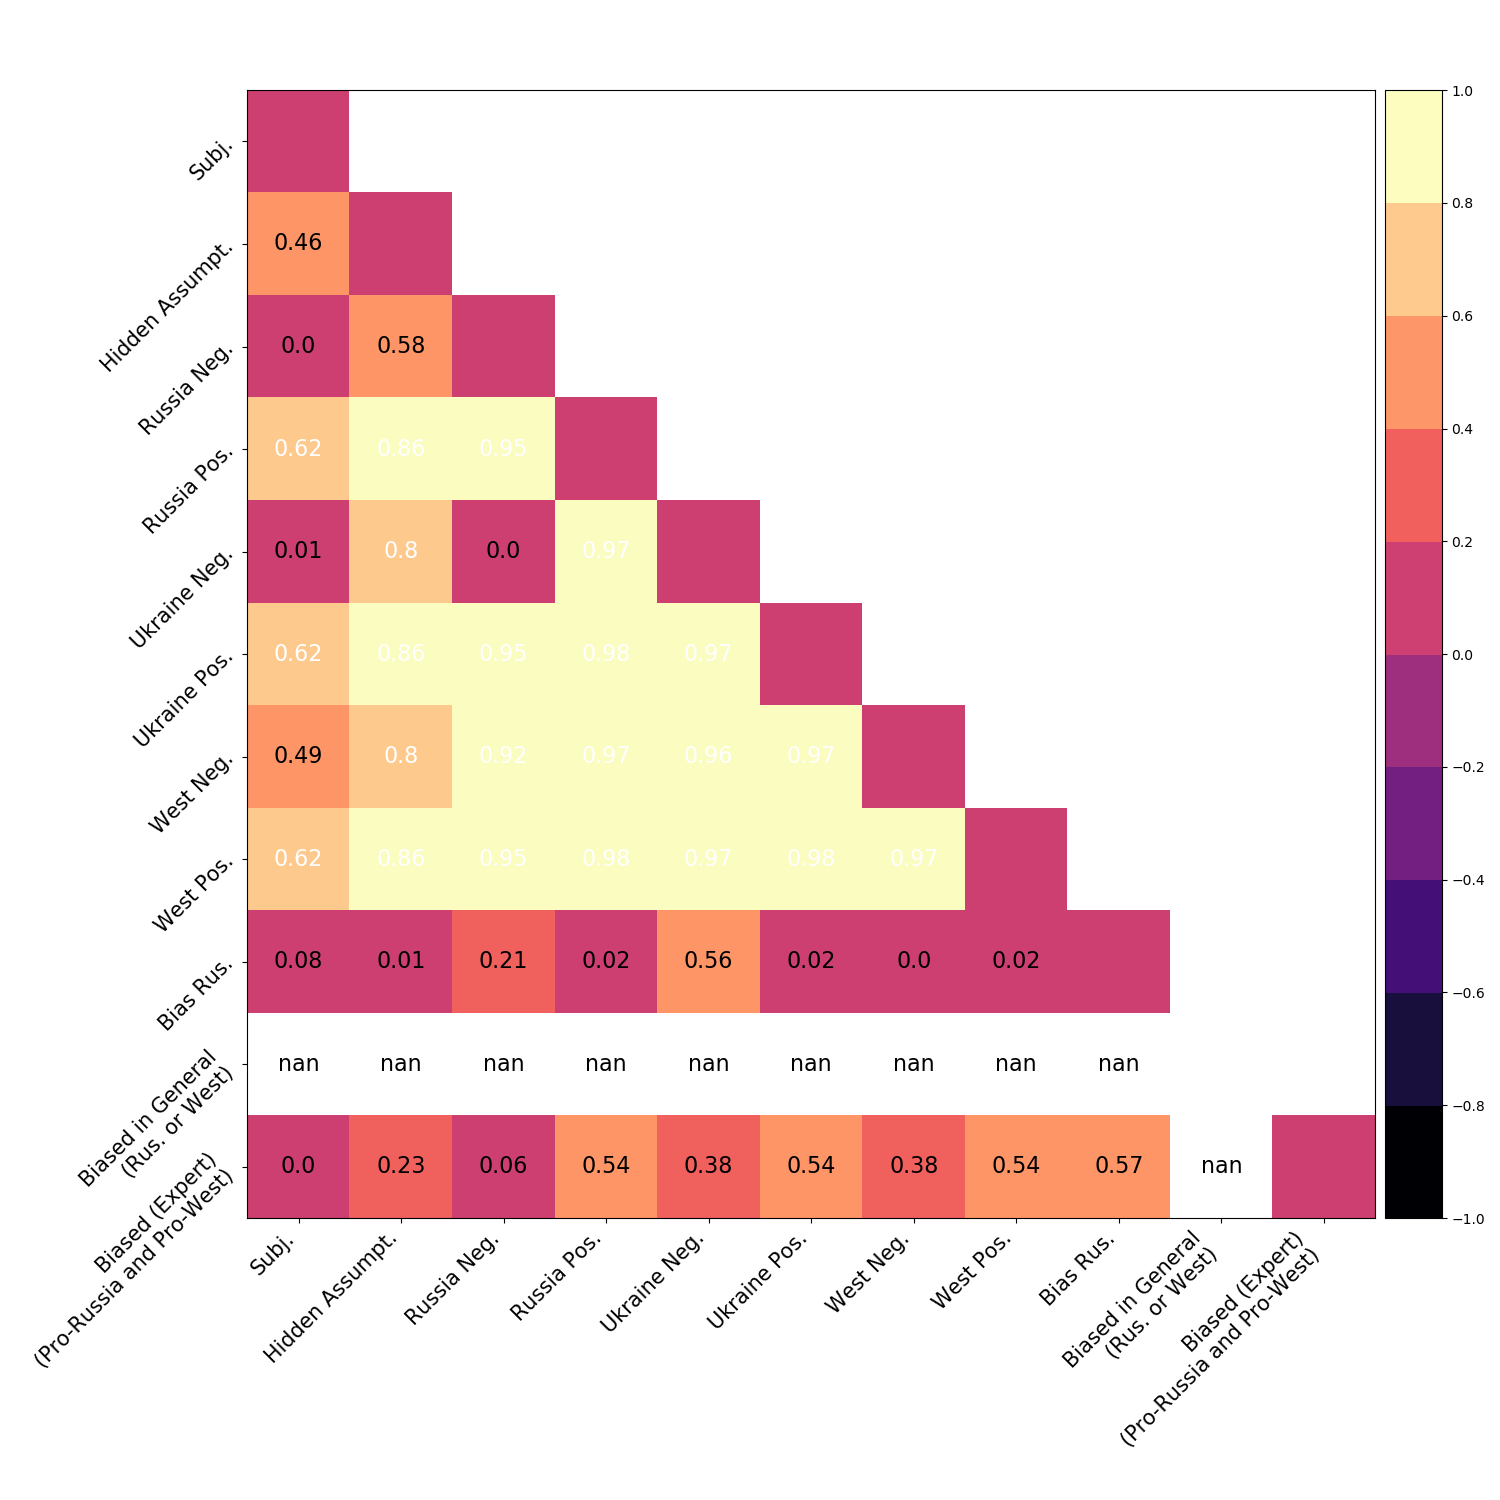 1.0
0.8
0.6
0.4
0.2
0.0
−0.2
−0.4
−0.6
−0.8
−1.0
Subj.
Hidden Assumpt.
0.46
Russia Neg.
0.0 0.58
Russia Pos.
0.62 0.86 0.95
Ukraine Neg.
0.01 0.8 0.0 0.97
Ukraine Pos.
0.62 0.86 0.95 0.98 0.97
West Neg.
0.49 0.8 0.92 0.97 0.96 0.97
West Pos.
0.62 0.86 0.95 0.98 0.97 0.98 0.97
Bias Rus.
0.08 0.01 0.21 0.02 0.56 0.02 0.0 0.02
Biased in General
(Rus. or West)
nan nan nan nan nan nan nan nan nan
Biased (Expert)
(Pro-Russia and Pro-West)
0.0 0.23 0.06 0.54 0.38 0.54 0.38 0.54 0.57 nan
Subj.
Hidden Assumpt.
Russia Neg.
Russia Pos.
Ukraine Neg.
Ukraine Pos.
West Neg.
West Pos.
Bias Rus.
Biased in General
(Rus. or West)
Biased (Expert)
(Pro-Russia and Pro-West)